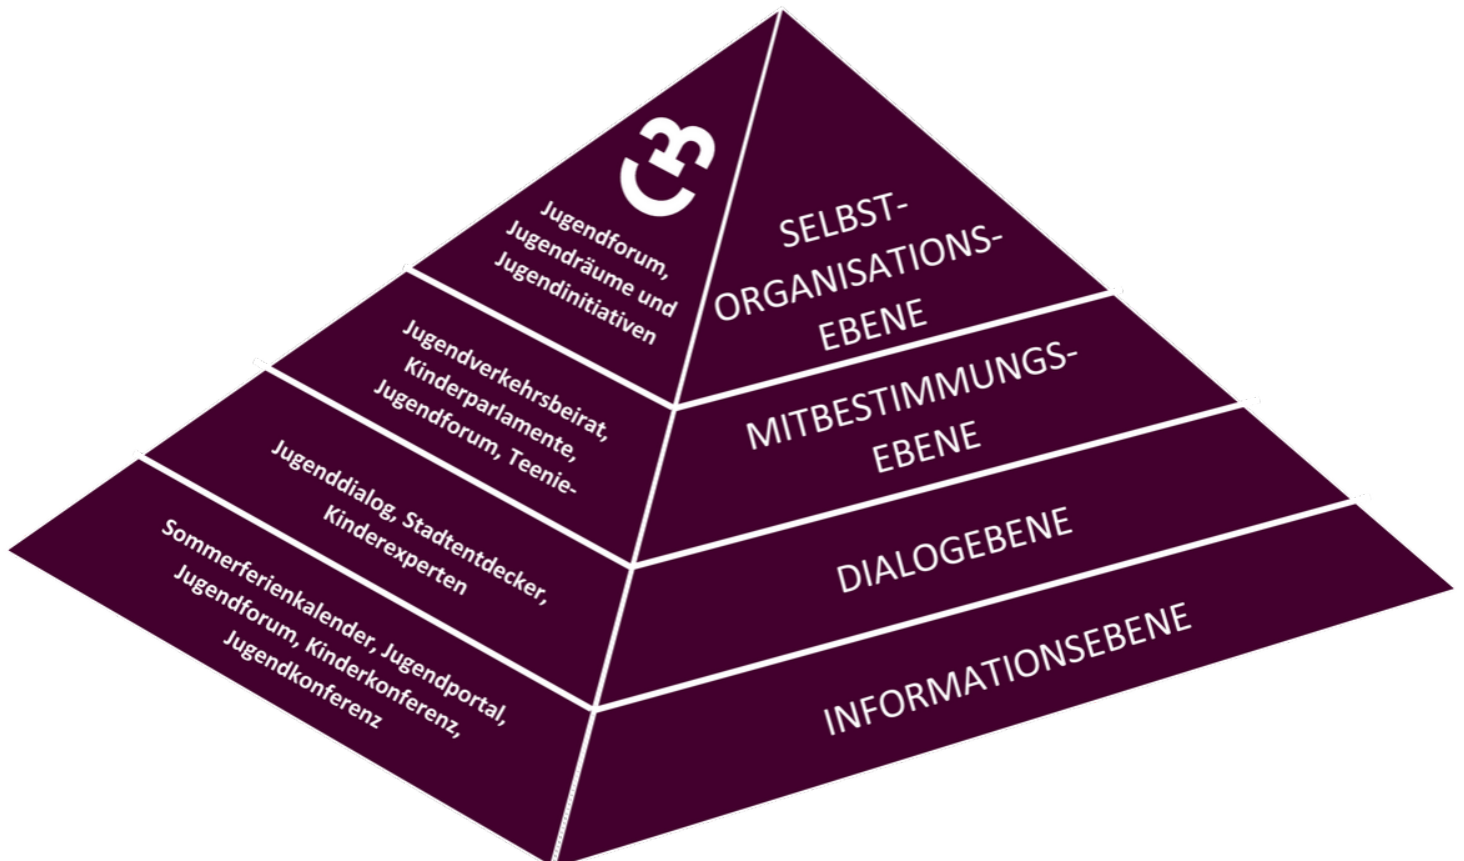 Jugendforum,
Jugendräume und
Jugendinitiativen
SELBST-
ORGANISATIONS-
EBENE
Jugendverkehrsbeirat,
Kinderparlamente,
Jugendforum, Teenie-
MITBESTIMMUNGS-
EBENE
Jugenddialog, Stadtentdecker,
Kinderexperten
DIALOGEBENE
Sommerferienkalender, Jugendportal,
Jugendforum, Kinderkonferenz,
Jugendkonferenz
INFORMATIONSEBENE